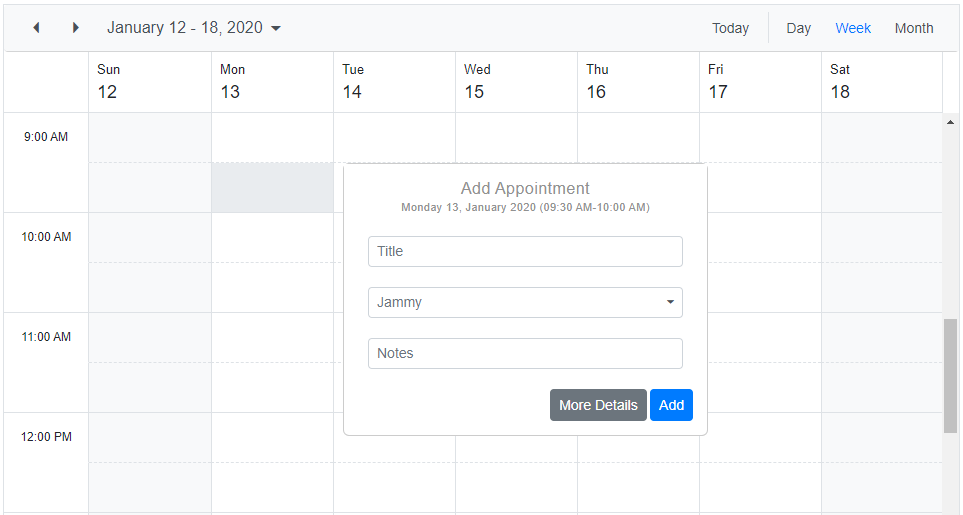 January 12 - 18, 2020 Today Day Week Month
Sun Mon Tue Wed Thu Fri Sat
12 13 14 15 16 17 18
9:00 AM
Add Appointment
Monday 13, January 2020 (09:30 AM-10:00 AM)
10:00 AM
Title
Jammy
11:00 AM
Notes
More Details Add
12:00 PM